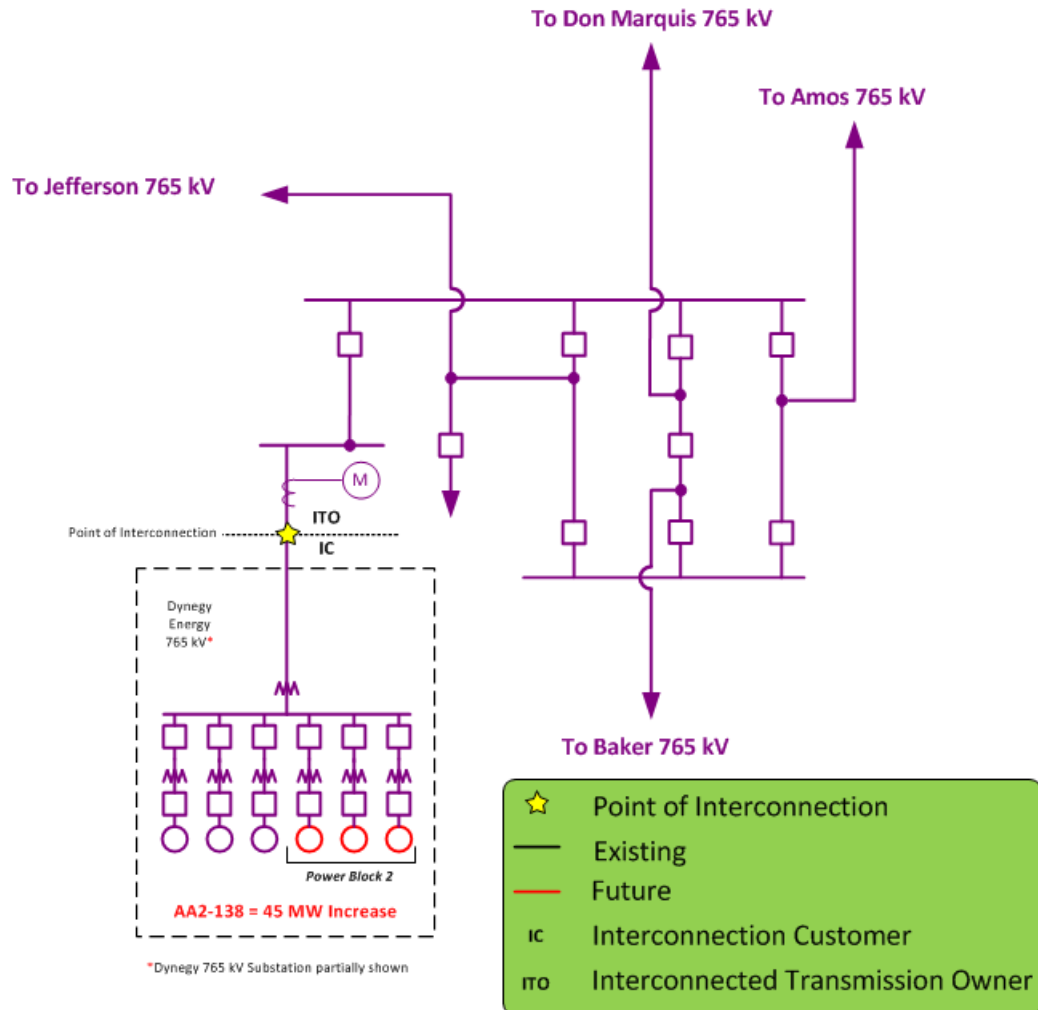 To Don Marquis 765 kV
To Amos 765 kV
To Jefferson 765 kV
M
ITO
Point of Interconnection
IC
Dynegy
Energy
765 kV*
To Baker 765 kV
Power Block 2
AA2-138 = 45 MW Increase
*Dynegy 765 kV Substation partially shown
Point of Interconnection
Existing
Future
IC Interconnection Customer
ITO Interconnected Transmission Owner